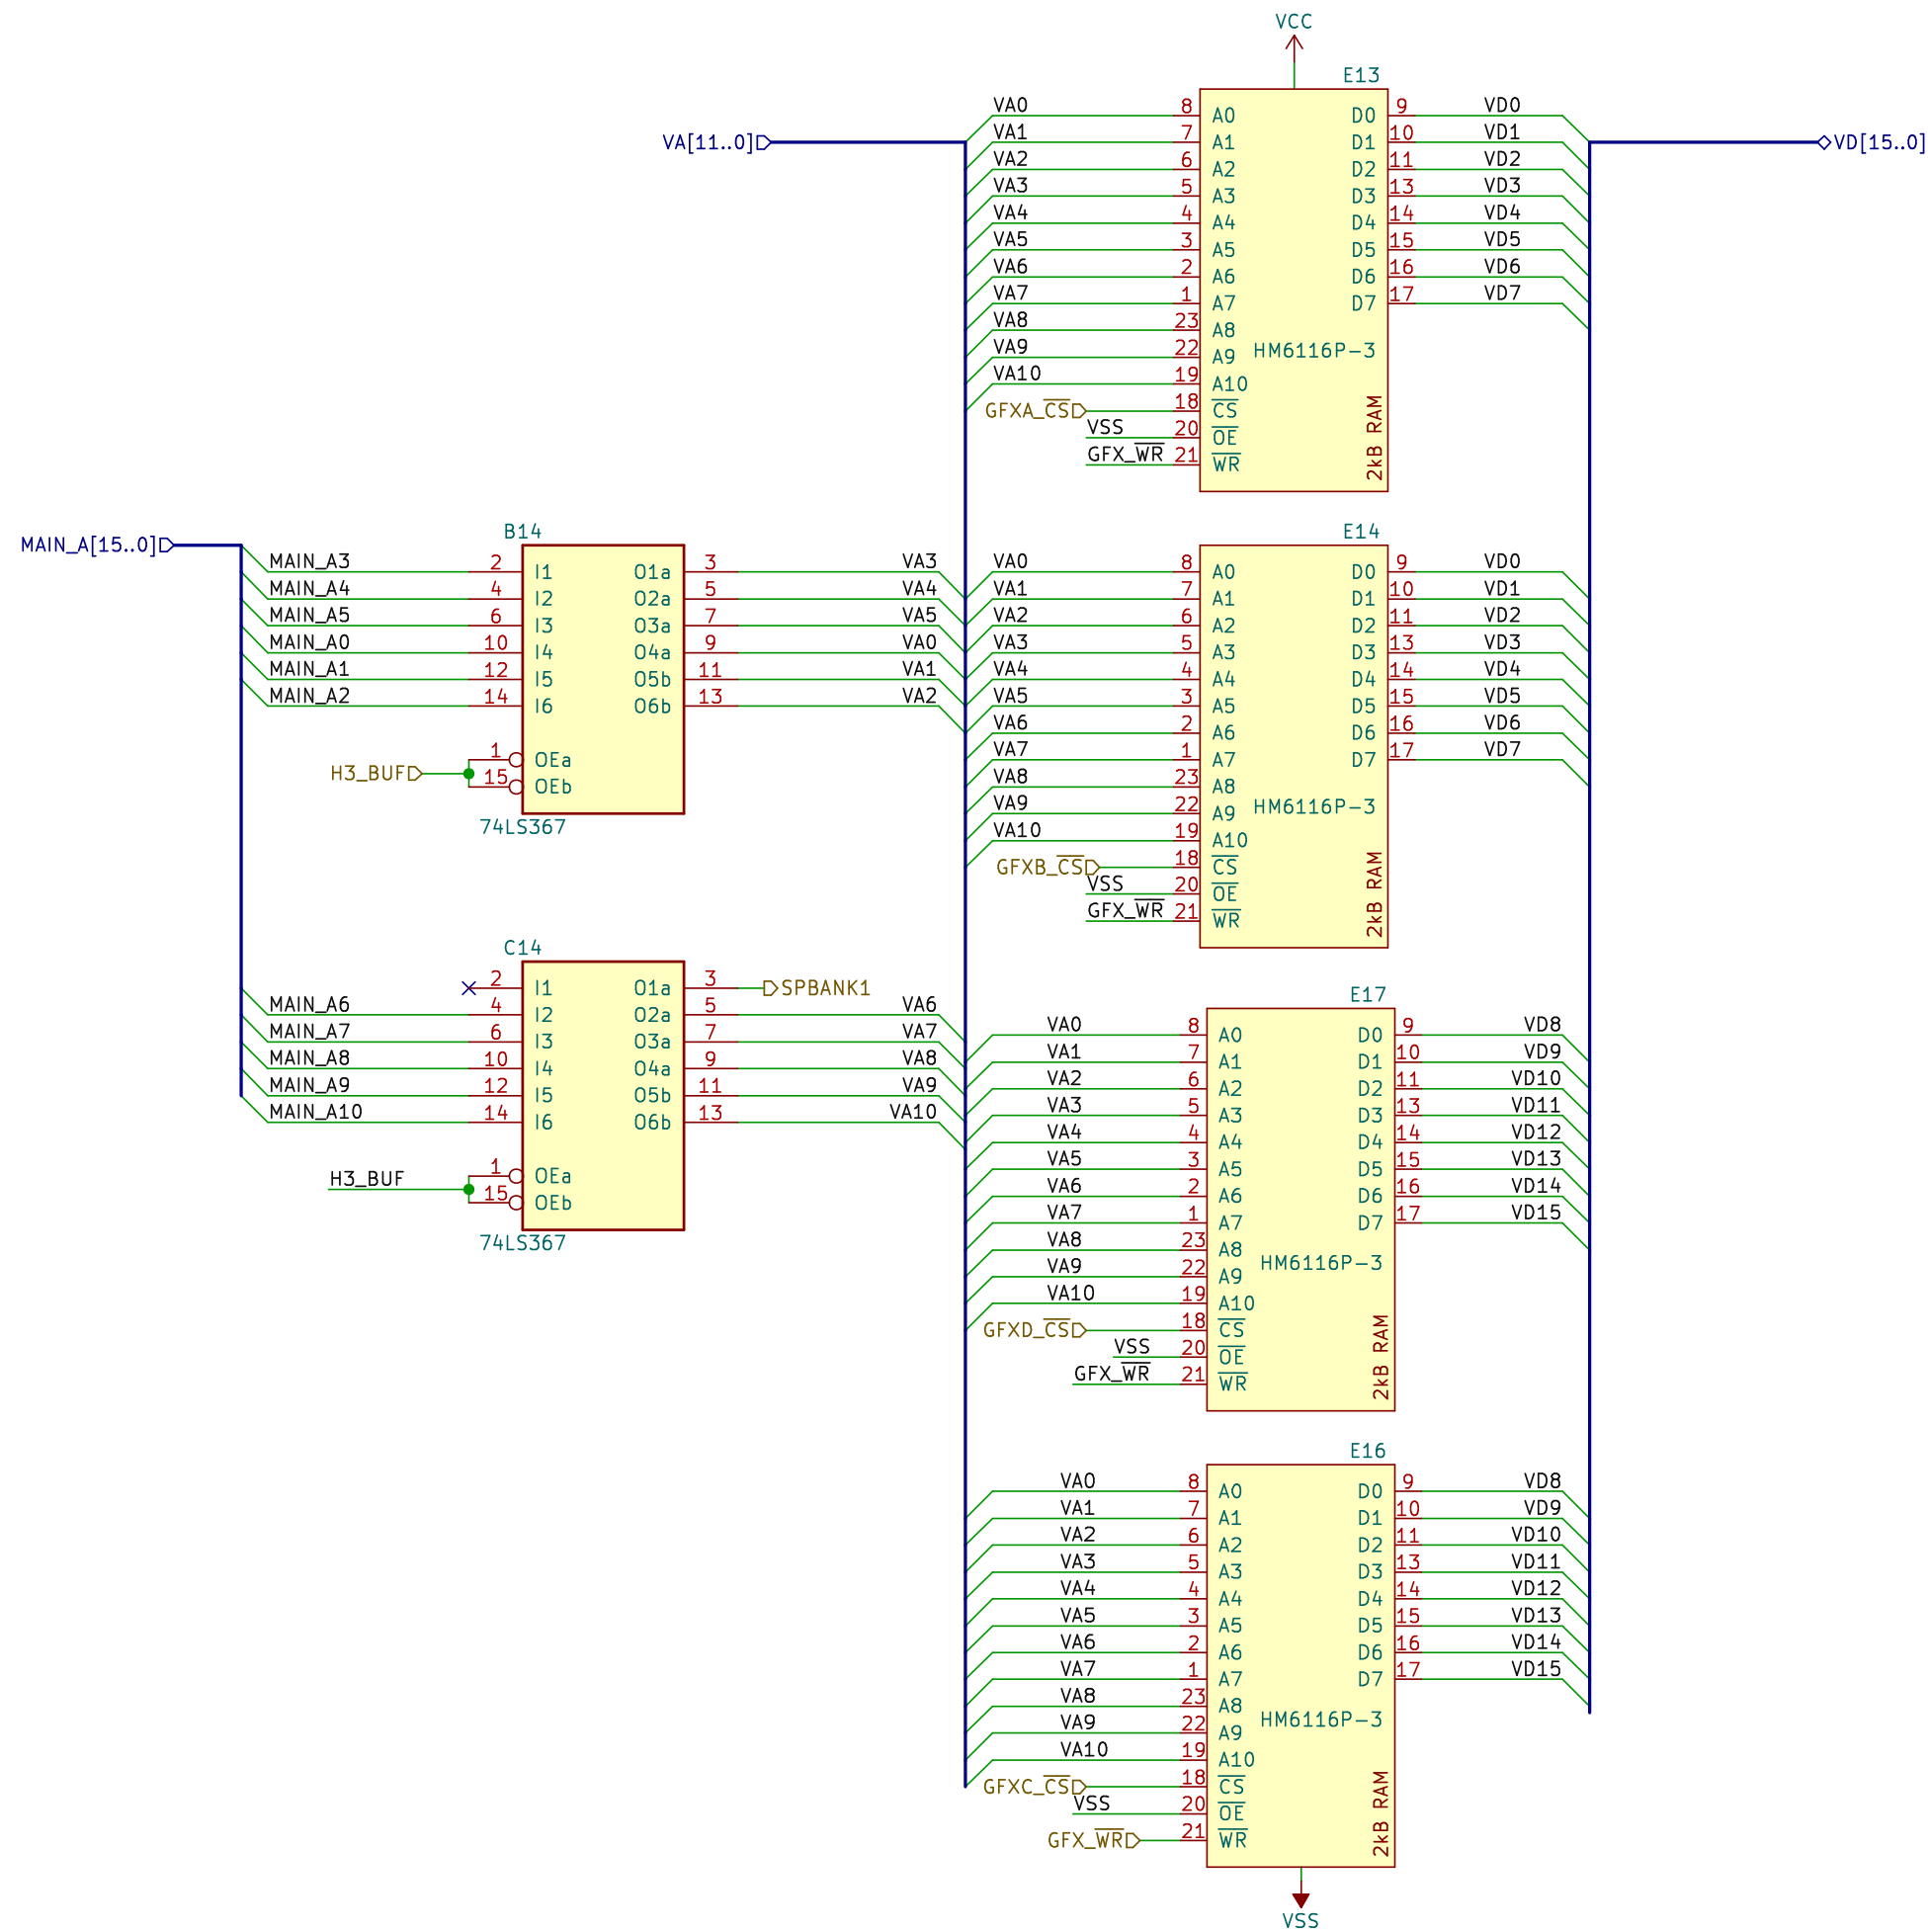 VCC
E13
VA[11..0]
VD[15..0]
VA0 8 A0 D0 9 VD0
VA1 7 A1 D1 10 VD1
VA2 6 A2 D2 11 VD2
VA3 5 A3 D3 13 VD3
VA4 4 A4 D4 14 VD4
VA5 3 A5 D5 15 VD5
VA6 2 A6 D6 16 VD6
VA7 1 A7 D7 17 VD7
VA8 23 A8
VA9 22 A9
HM6116P-3
VA10 19 A10
GFXA_CS 18 CS
VSS 20 OE
GFX_WR 21 WR
2kB RAM
MAIN_A[15..0]
B14
MAIN_A3 2 I1 O1a 3 VA3
MAIN_A4 4 I2 O2a 5 VA4
MAIN_A5 6 I3 O3a 7 VA5
MAIN_A0 10 I4 O4a 9 VA0
MAIN_A1 12 I5 O5b 11 VA1
MAIN_A2 14 I6 O6b 13 VA2
H3_BUF
1 OEa
15 OEb
74LS367
E14
VA0 8 A0 D0 9 VD0
VA1 7 A1 D1 10 VD1
VA2 6 A2 D2 11 VD2
VA3 5 A3 D3 13 VD3
VA4 4 A4 D4 14 VD4
VA5 3 A5 D5 15 VD5
VA6 2 A6 D6 16 VD6
VA7 1 A7 D7 17 VD7
VA8 23 A8
VA9 22 A9
HM6116P-3
VA10 19 A10
GFXB_CS 18 CS
VSS 20 OE
GFX_WR 21 WR
2kB RAM
C14
2 I1 O1a 3 SPBANK1
MAIN_A6 4 I2 O2a 5 VA6
MAIN_A7 6 I3 O3a 7 VA7
MAIN_A8 10 I4 O4a 9 VA8
MAIN_A9 12 I5 O5b 11 VA9
MAIN_A10 14 I6 O6b 13 VA10
H3_BUF
1 OEa
15 OEb
74LS367
E17
VA0 8 A0 D0 9 VD8
VA1 7 A1 D1 10 VD9
VA2 6 A2 D2 11 VD10
VA3 5 A3 D3 13 VD11
VA4 4 A4 D4 14 VD12
VA5 3 A5 D5 15 VD13
VA6 2 A6 D6 16 VD14
VA7 1 A7 D7 17 VD15
VA8 23 A8
VA9 22 A9
HM6116P-3
VA10 19 A10
GFXD_CS 18 CS
VSS 20 OE
GFX_WR 21 WR
2kB RAM
E16
VA0 8 A0 D0 9 VD8
VA1 7 A1 D1 10 VD9
VA2 6 A2 D2 11 VD10
VA3 5 A3 D3 13 VD11
VA4 4 A4 D4 14 VD12
VA5 3 A5 D5 15 VD13
VA6 2 A6 D6 16 VD14
VA7 1 A7 D7 17 VD15
VA8 23 A8
VA9 22 A9
HM6116P-3
VA10 19 A10
GFXC_CS 18 CS
VSS 20 OE
GFX_WR 21 WR
2kB RAM
VSS